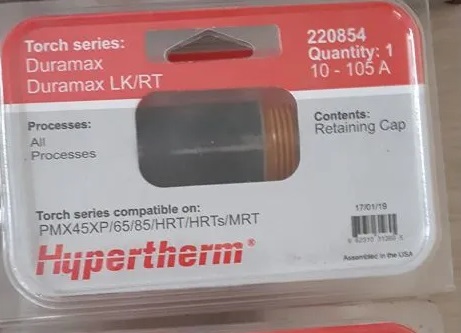 Torch series:
Duramax
Duramax LK/RT
220854
Quantity: 1
10 - 105 A
Processes:
All
Processes
Contents:
Retaining Cap
Torch series compatible on:
PMX45XP/65/85/HRT/HRTs/MRT
Hypertherm®
17/01/19
Assembled in the USA